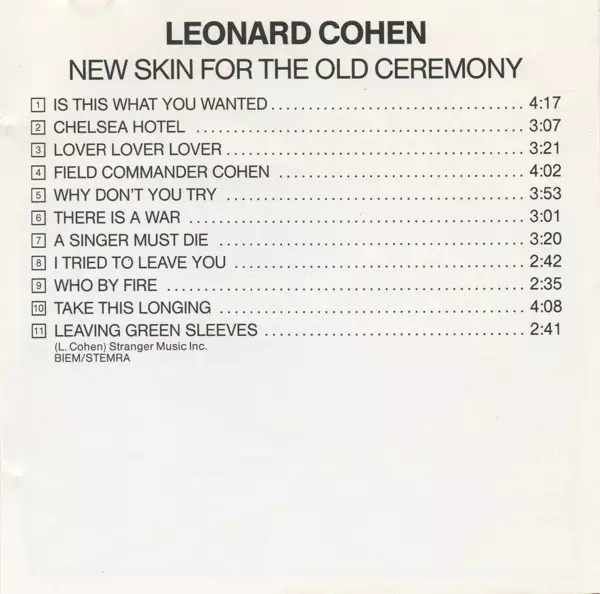 LEONARD COHEN
NEW SKIN FOR THE OLD CEREMONY
1 IS THIS WHAT YOU WANTED................................ 4:17
2 CHELSEA HOTEL ........................................ 3:07
3 LOVER LOVER LOVER..................................... 3:21
4 FIELD COMMANDER COHEN ................................ 4:02
5 WHY DON'T YOU TRY .................................... 3:53
6 THERE IS A WAR ....................................... 3:01
7 A SINGER MUST DIE .................................... 3:20
8 I TRIED TO LEAVE YOU ................................. 2:42
9 WHO BY FIRE .......................................... 2:35
10 TAKE THIS LONGING ................................... 4:08
11 LEAVING GREEN SLEEVES ............................... 2:41
(L. Cohen) Stranger Music Inc.
BIEM/STEMRA